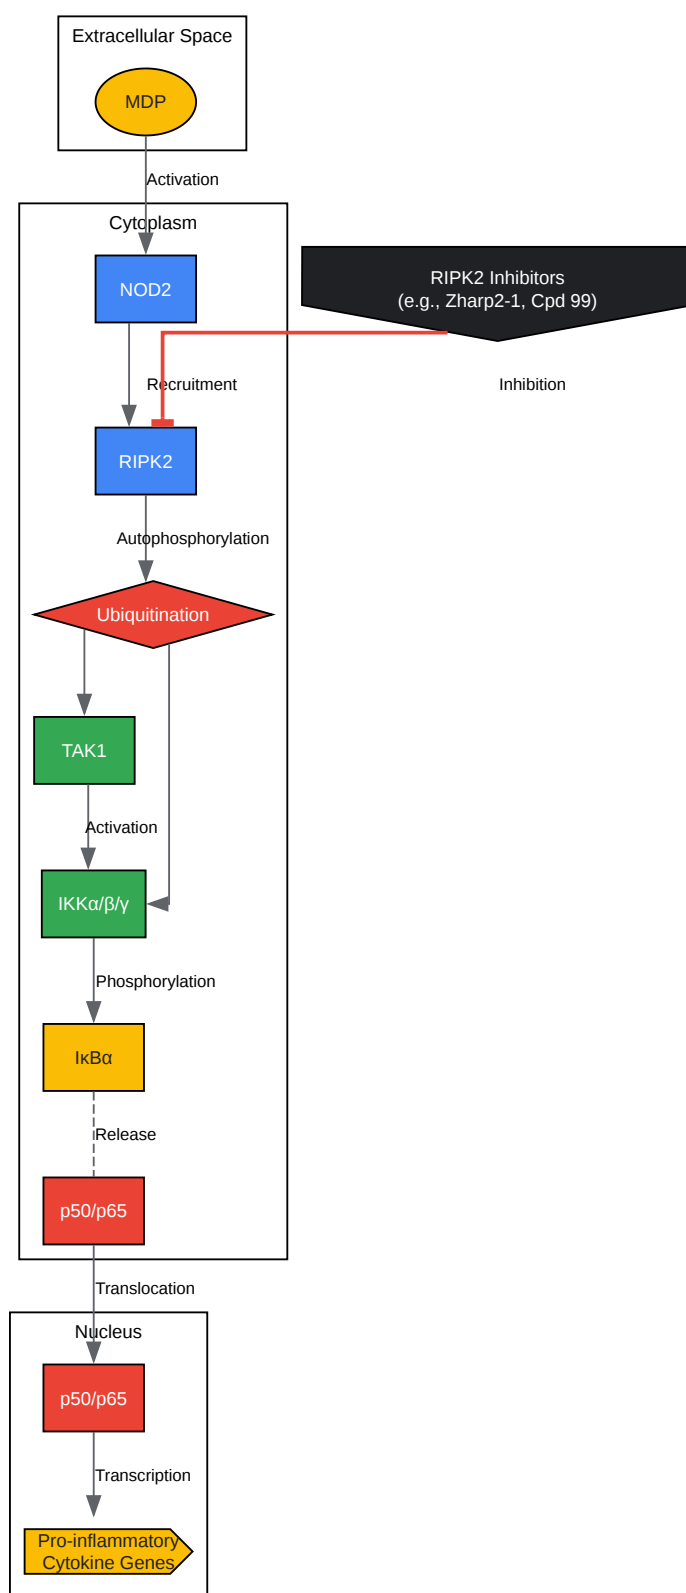 Extracellular Space
MDP
Activation
Cytoplasm
NOD2
RIPK2 Inhibitors
(e.g., Zharp2-1, Cpd 99)
Recruitment
Inhibition
RIPK2
Autophosphorylation
Ubiquitination
TAK1
Activation
IKKα/β/γ
Phosphorylation
IκBα
Release
p50/p65
Translocation
Nucleus
p50/p65
Transcription
Pro-inflammatory
Cytokine Genes